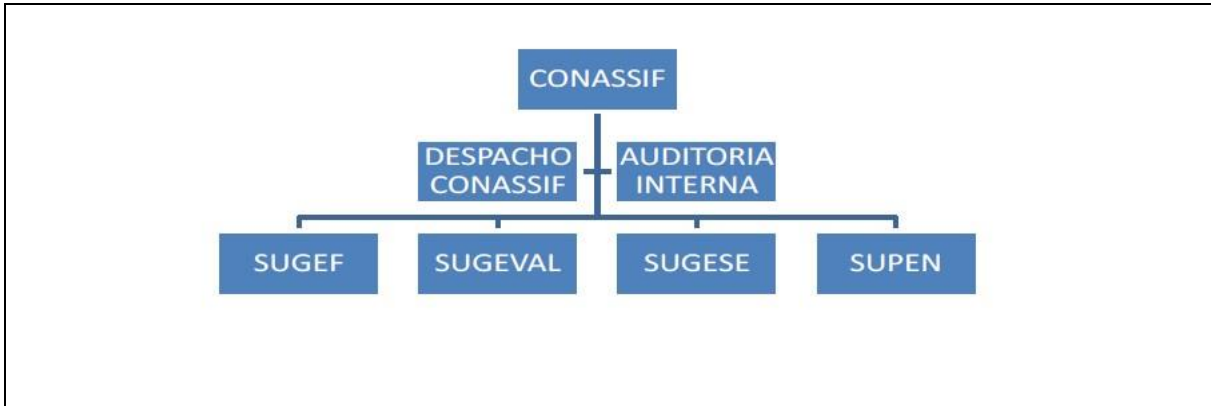 CONASSIF
DESPACHO
CONASSIF
AUDITORIA
INTERNA
SUGEF
SUGEVAL
SUGESE
SUPEN